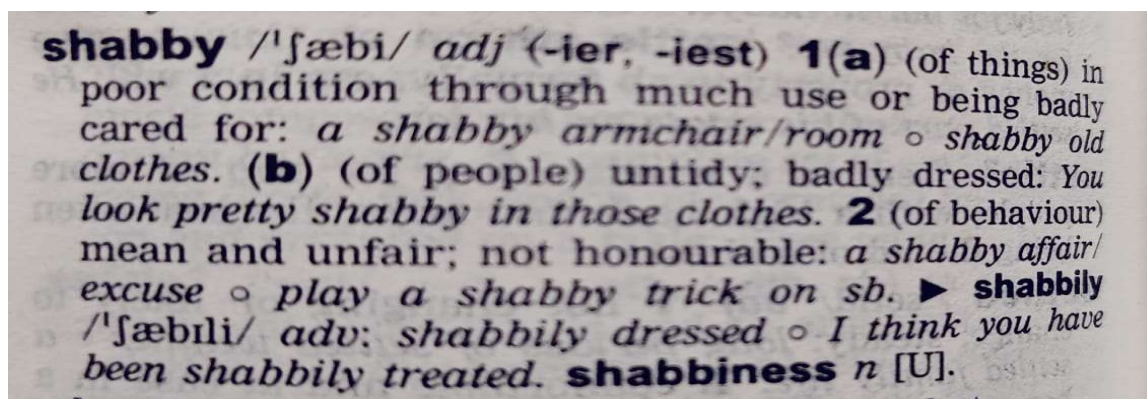 shabby /ˈʃæbi/ adj (-ier, -iest) 1(a) (of things) in
poor condition through much use or being badly
cared for: a shabby armchair/room ○ shabby old
clothes. (b) (of people) untidy; badly dressed: You
look pretty shabby in those clothes. 2 (of behaviour)
mean and unfair; not honourable: a shabby affair/
excuse ○ play a shabby trick on sb. ▶ shabbily
/ˈʃæbɪli/ adv: shabbily dressed ○ I think you have
been shabbily treated. shabbiness n [U].